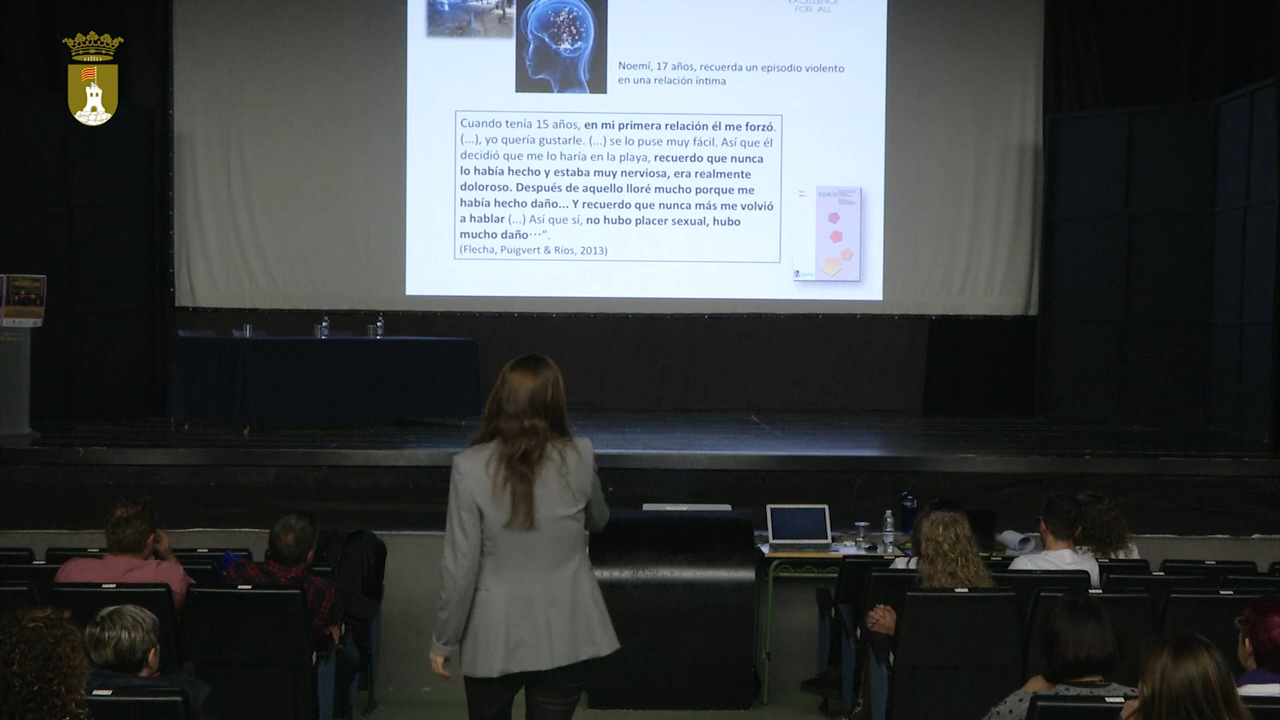 EXCELLENCE
FOR ALL
Noemí, 17 años, recuerda un episodio violento
en una relación íntima
Cuando tenía 15 años, en mi primera relación él me forzó.
(...), yo quería gustarle. (...) se lo puse muy fácil. Así que él
decidió que me lo haría en la playa, recuerdo que nunca
lo había hecho y estaba muy nerviosa, era realmente
doloroso. Después de aquello lloré mucho porque me
había hecho daño... Y recuerdo que nunca más me volvió
a hablar (...) Así que sí, no hubo placer sexual, hubo
mucho daño···”.
(Flecha, Puigvert & Ríos, 2013)